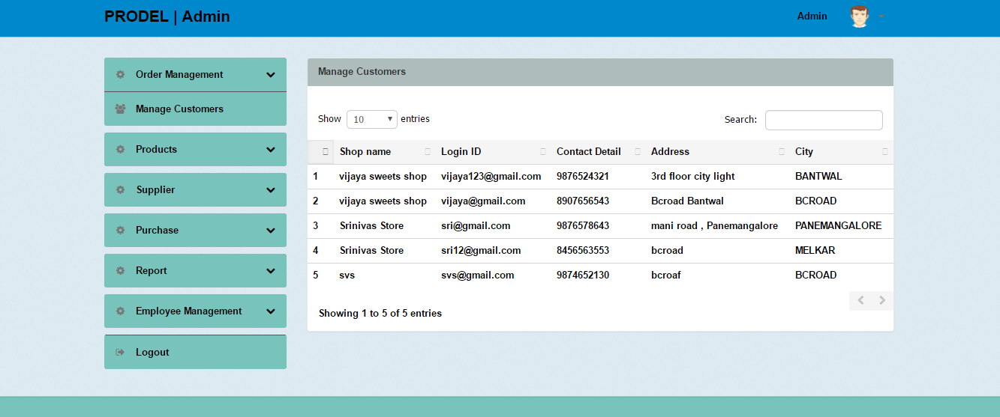 PRODEL | Admin
Admin
Order Management
Manage Customers
Products
Supplier
Purchase
Report
Employee Management
Logout
Manage Customers
Show 10 entries
Search:
Shop name Login ID Contact Detail Address City
1 vijaya sweets shop vijaya123@gmail.com 9876524321 3rd floor city light BANTWAL
2 vijaya sweets shop vijaya@gmail.com 8907656543 Bcroad Bantwal BCROAD
3 Srinivas Store sri@gmail.com 9876578643 mani road , Panemangalore PANEMANGALORE
4 Srinivas Store sri12@gmail.com 8456563553 bcroad MELKAR
5 svs svs@gmail.com 9874652130 bcroaf BCROAD
Showing 1 to 5 of 5 entries